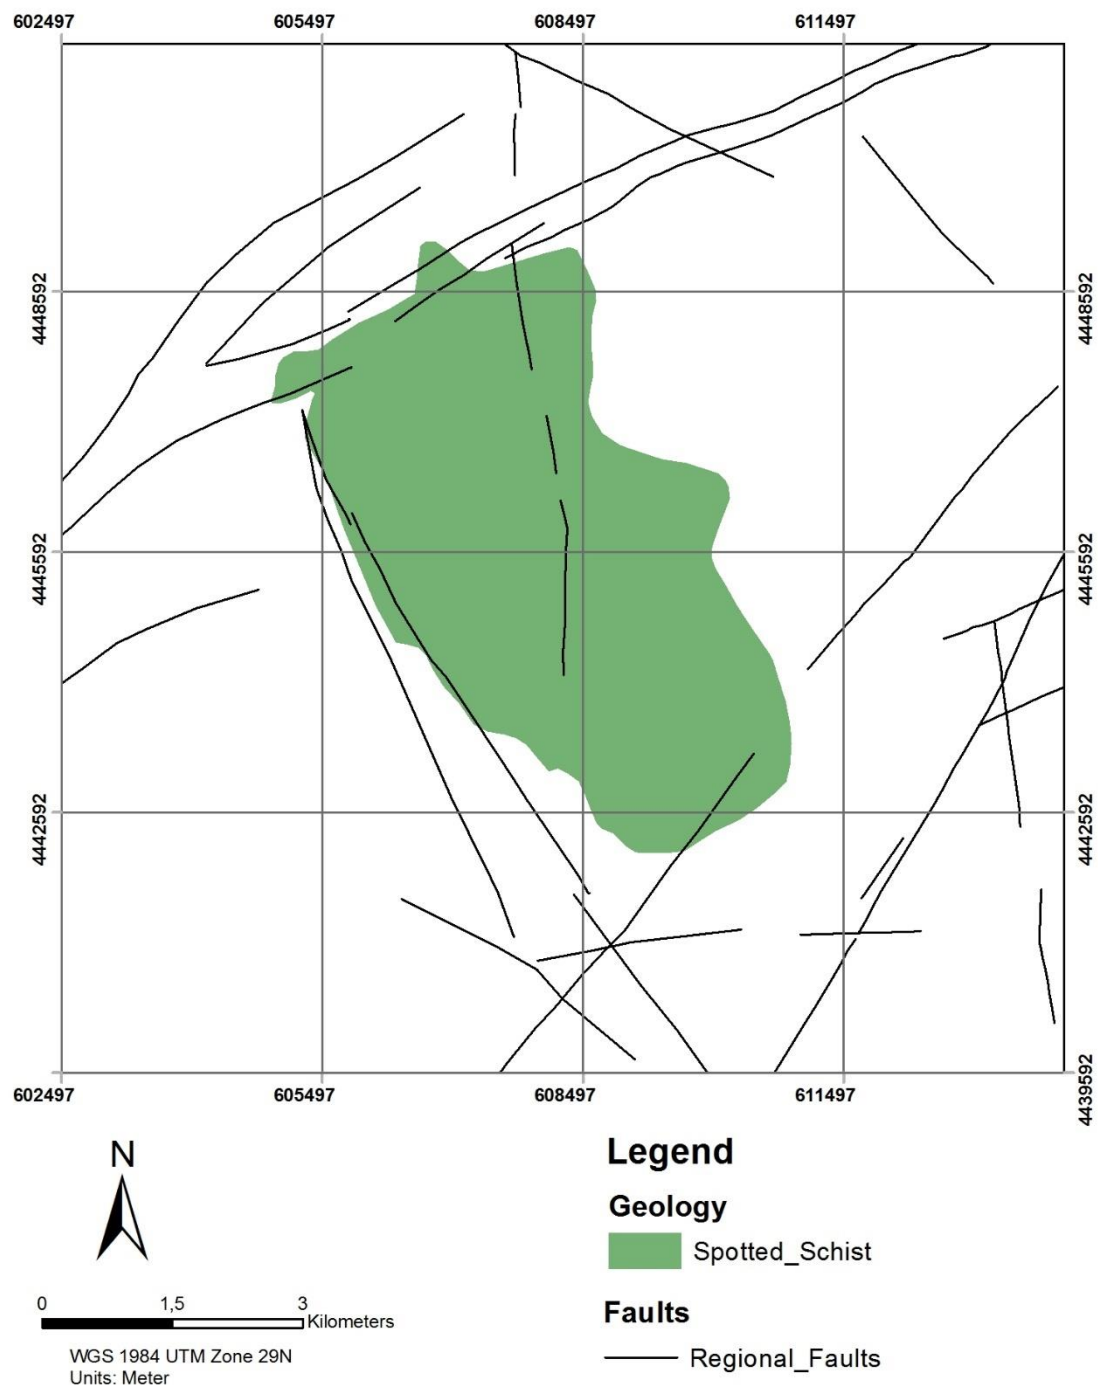 602497 605497 608497 611497
4448592 4448592
4445592 4445592
4442592 4442592
4439592
602497 605497 608497 611497
N
Legend
Geology
Spotted_Schist
0 1,5 3
Kilometers
Faults
WGS 1984 UTM Zone 29N
Regional_Faults
Units: Meter